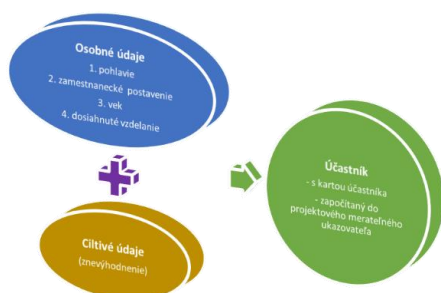 Osobné údaje
1. pohlavie
2. zamestnanecké postavenie
3. vek
4. dosiahnuté vzdelanie
Citlivé údaje
(znevýhodnenie)
Účastník
- s kartou účastníka
- započítaný do
projektového merateľného
ukazovateľa